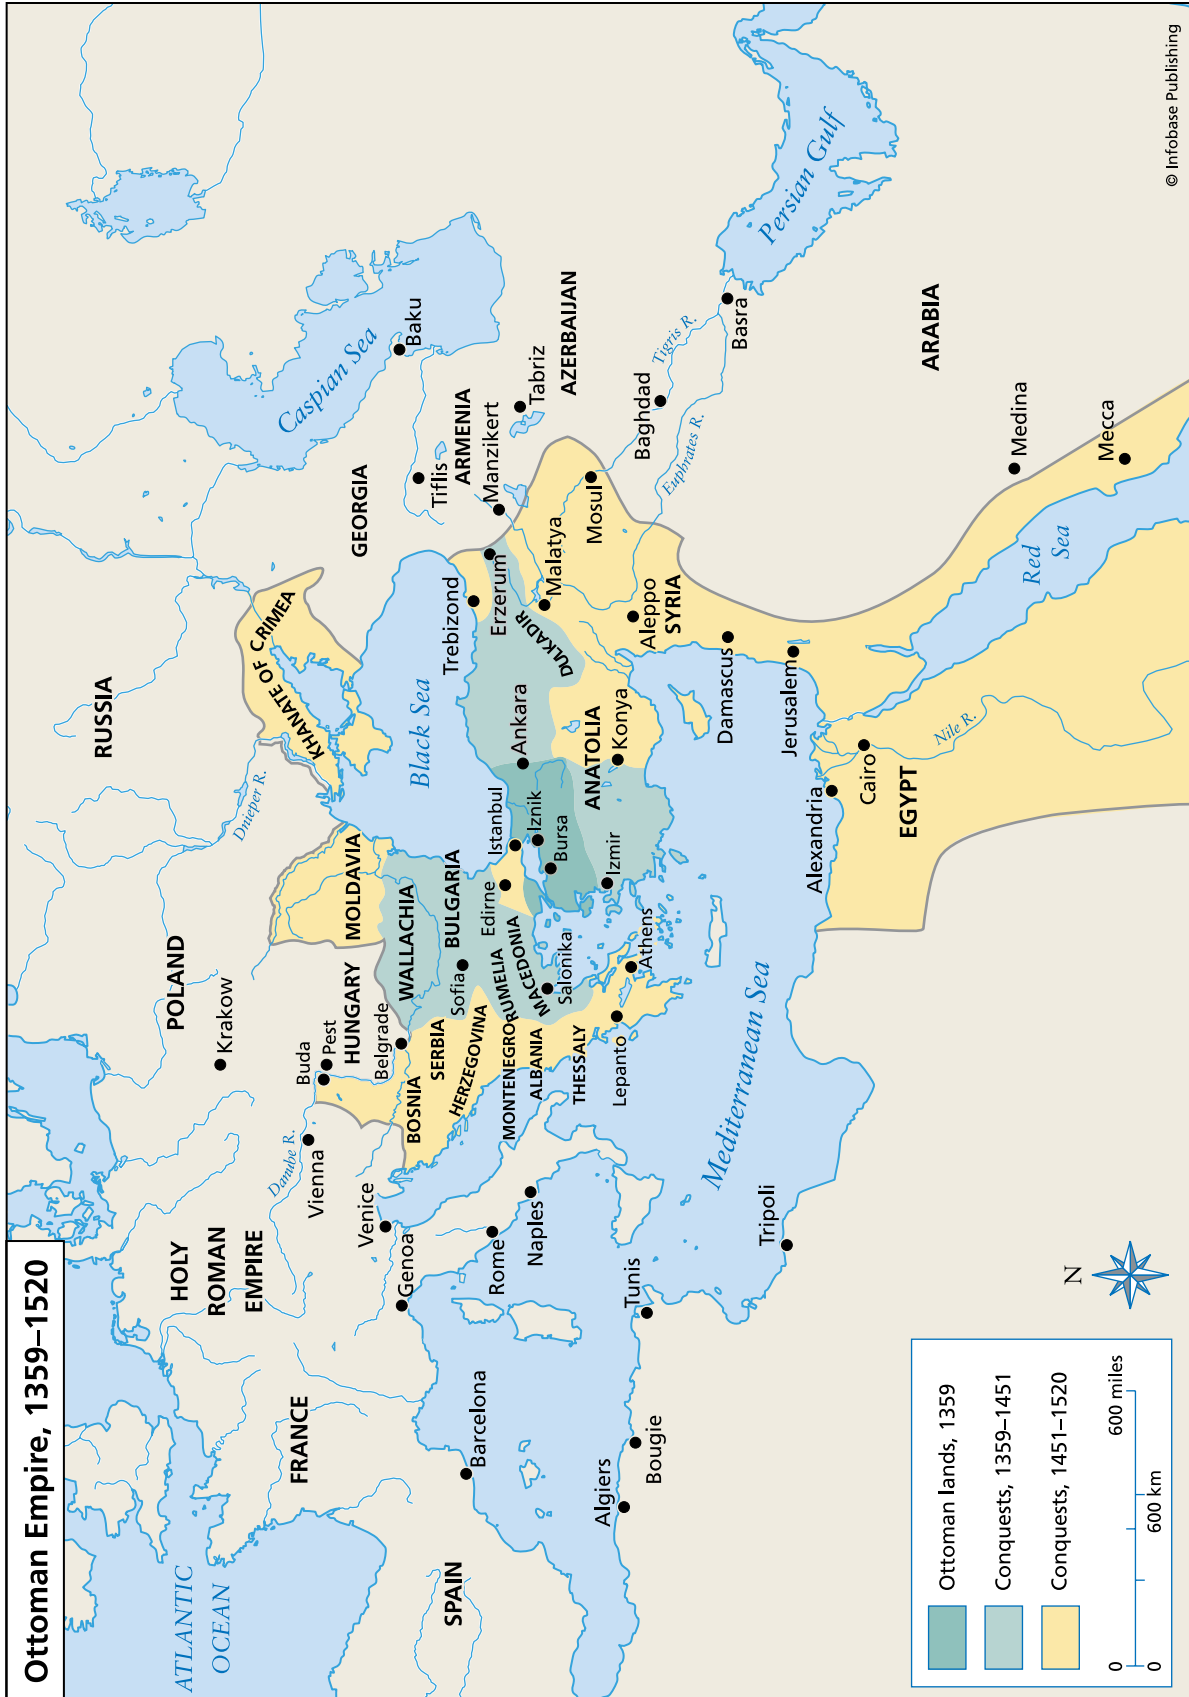 Ottoman Empire, 1359–1520
ATLANTIC
OCEAN
SPAIN
FRANCE
HOLY
ROMAN
EMPIRE
POLAND
RUSSIA
Krakow
Vienna
Danube R.
Buda
Pest
HUNGARY
Belgrade
MOLDAVIA
WALLACHIA
BULGARIA
Dnieper R.
KHANATE OF CRIMEA
Black Sea
GEORGIA
Caspian Sea
Baku
Tiflis
ARMENIA
Manzikert
Tabriz
AZERBAIJAN
Venice
Genoa
Rome
Naples
Barcelona
BOSNIA
SERBIA
HERZEGOVINA
MONTENEGRO
ALBANIA
THESSALY
RUMELIA
MACEDONIA
Sofia
Edirne
Salonika
Lepanto
Athens
Istanbul
Iznik
Bursa
Izmir
Ankara
ANATOLIA
Konya
Trebizond
Erzerum
DULKADIR
Malatya
Mosul
Aleppo
SYRIA
Damascus
Jerusalem
Baghdad
Tigris R.
Euphrates R.
Basra
Persian Gulf
ARABIA
Medina
Mecca
Red
Sea
Alexandria
Cairo
EGYPT
Nile R.
Mediterranean Sea
Algiers
Bougie
Tunis
Tripoli
N
Ottoman lands, 1359
Conquests, 1359–1451
Conquests, 1451–1520
0
600 miles
0
600 km
© Infobase Publishing